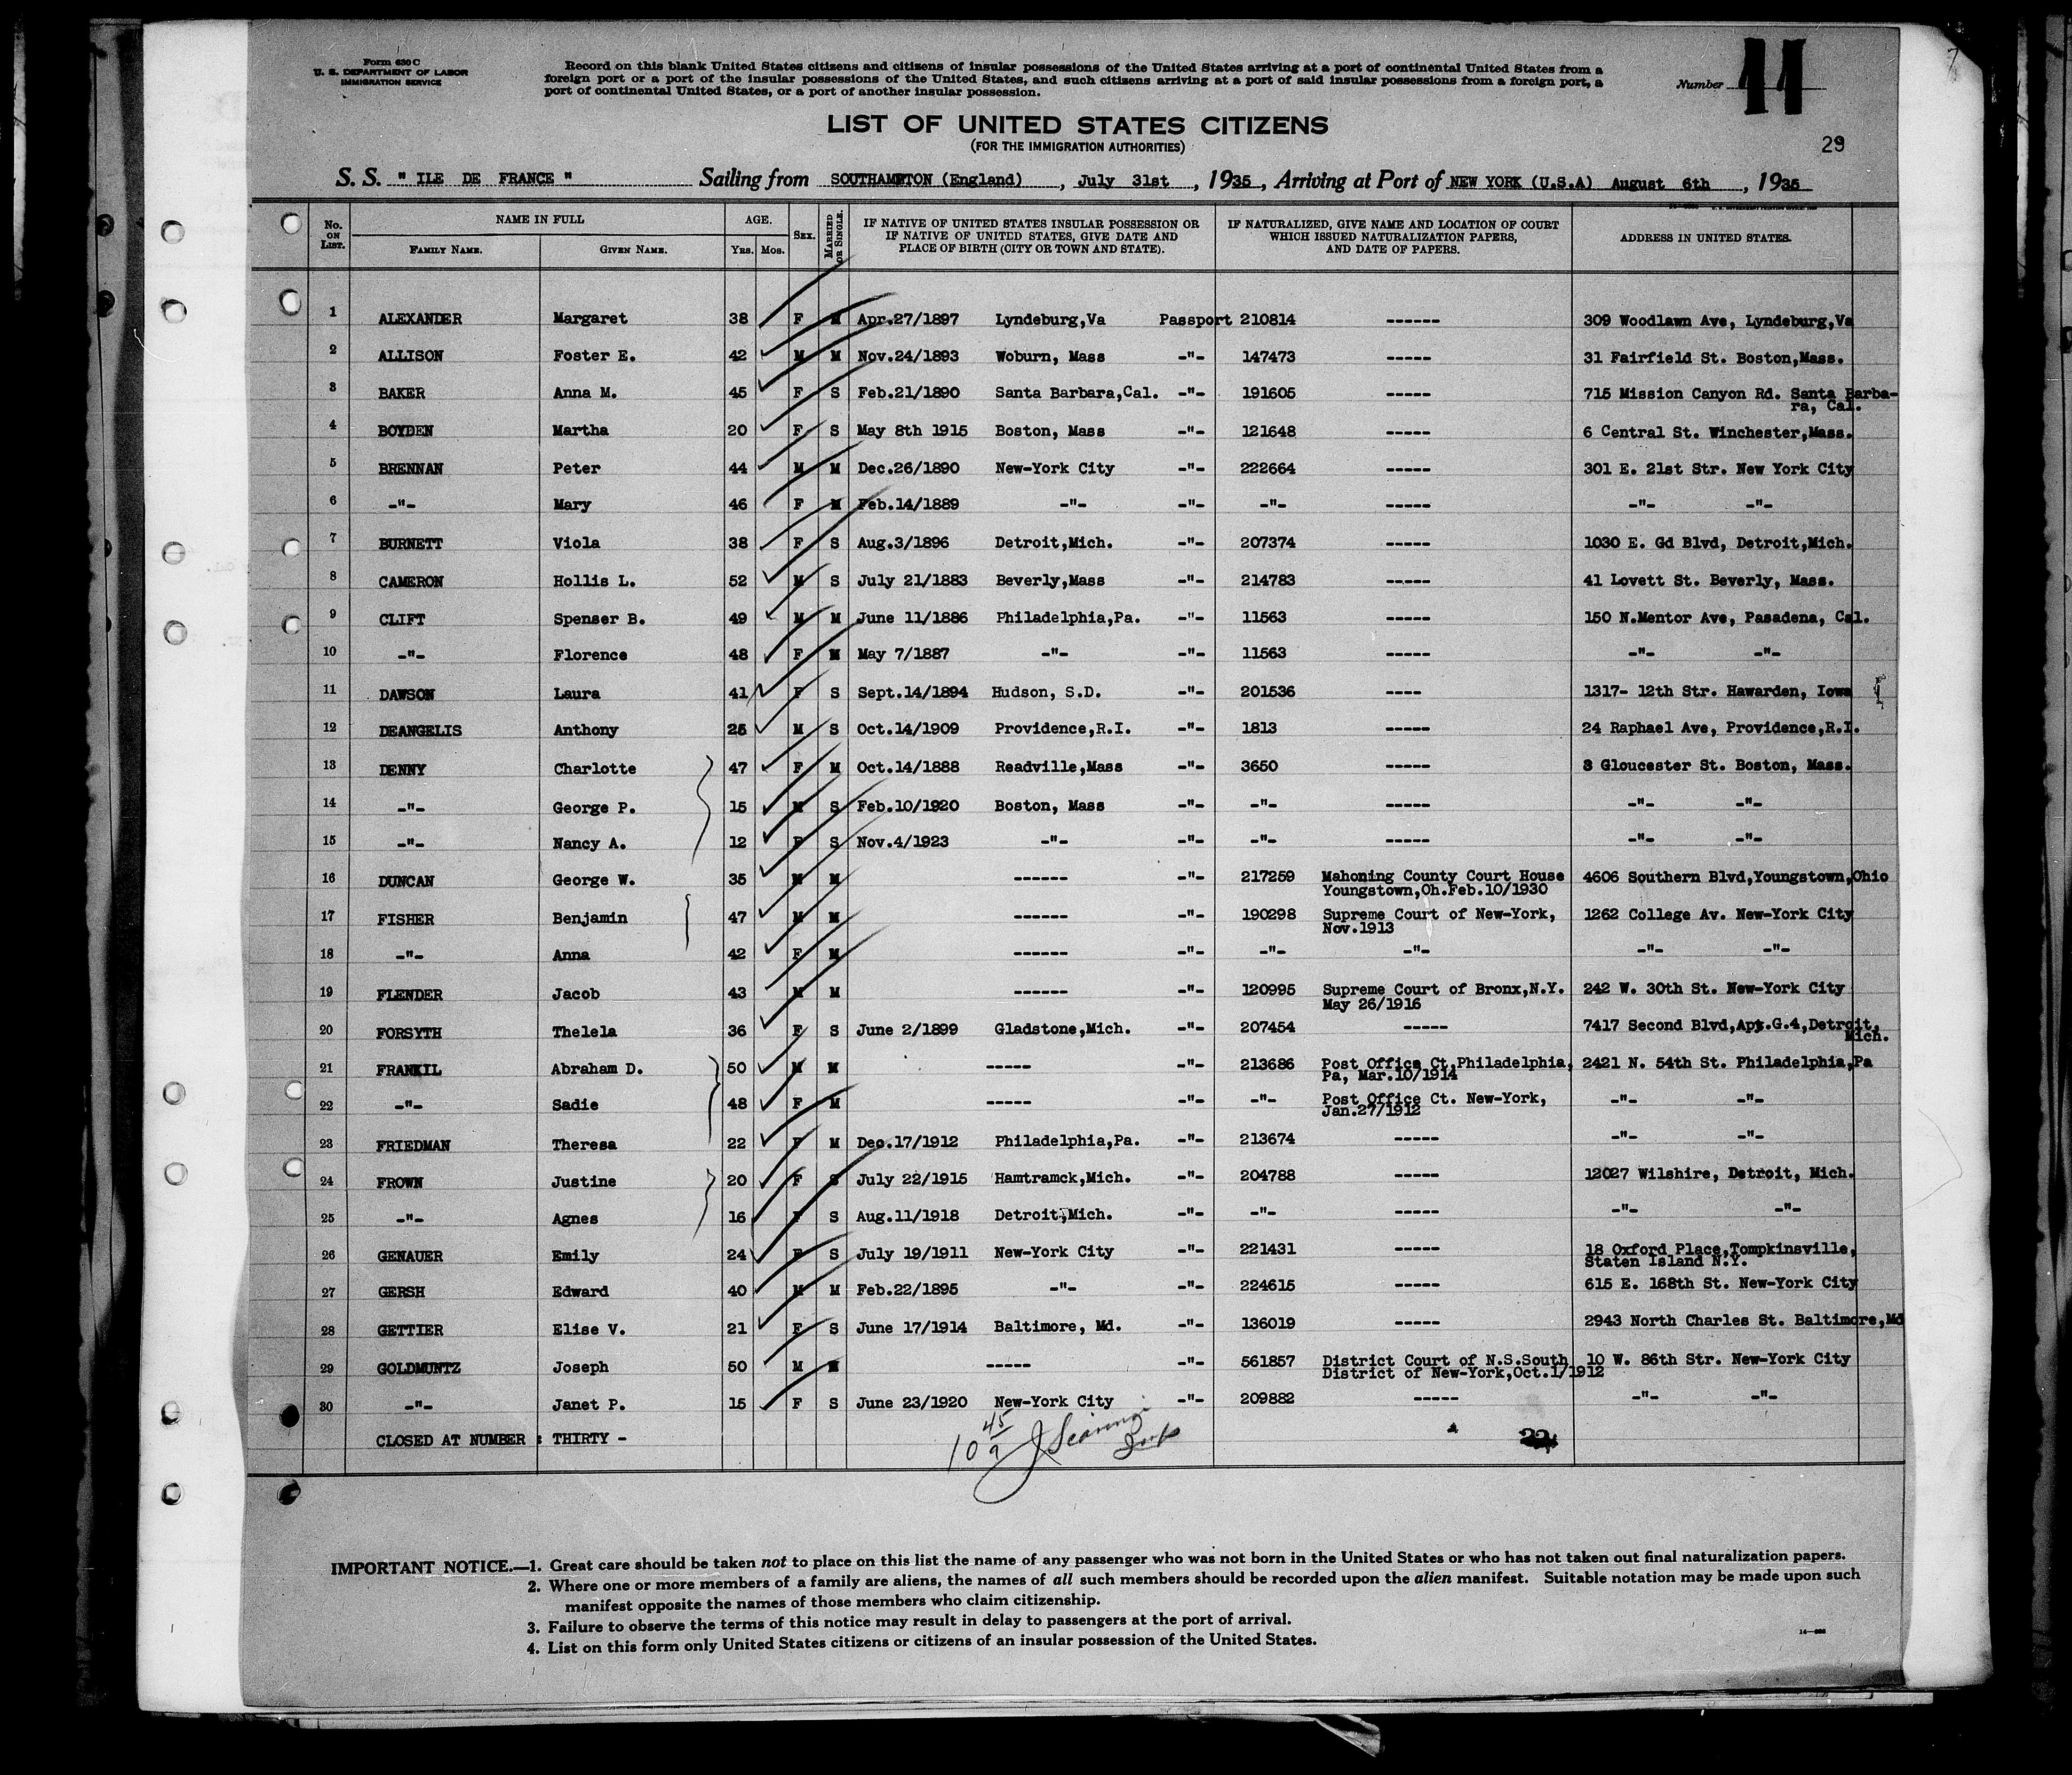 Form 630 C
U. S. DEPARTMENT OF LABOR
IMMIGRATION SERVICE
Record on this blank United States citizens and citizens of insular possessions of the United States arriving at a port of continental United States from a
foreign port or a port of the insular possessions of the United States, and such citizens arriving at a port of said insular possessions from a foreign port, a
port of continental United States, or a port of another insular possession.
Number 11
LIST OF UNITED STATES CITIZENS
(FOR THE IMMIGRATION AUTHORITIES)
29
S. S. " ILE DE FRANCE " Sailing from SOUTHAMPTON (England) , July 31st , 1935 , Arriving at Port of NEW YORK (U.S.A) August 6th , 1935
No. ON LIST. NAME IN FULL FAMILY NAME. GIVEN NAME. AGE. Yrs. Mos. SEX. MARRIED OR SINGLE.
IF NATIVE OF UNITED STATES INSULAR POSSESSION OR
IF NATIVE OF UNITED STATES, GIVE DATE AND
PLACE OF BIRTH (CITY OR TOWN AND STATE).
IF NATURALIZED, GIVE NAME AND LOCATION OF COURT
WHICH ISSUED NATURALIZATION PAPERS,
AND DATE OF PAPERS.
ADDRESS IN UNITED STATES.
1 ALEXANDER Margaret 38 F M Apr.27/1897 Lyndeburg,Va Passport 210814 ------ 309 Woodlawn Ave, Lyndeburg,Va
2 ALLISON Foster E. 42 M M Nov.24/1893 Woburn, Mass -"- 147473 ----- 31 Fairfield St. Boston,Mass.
3 BAKER Anna M. 45 F S Feb.21/1890 Santa Barbara,Cal. -"- 191605 ----- 715 Mission Canyon Rd. Santa Barba-
ra, Cal.
4 BOYDEN Martha 20 F S May 8th 1915 Boston, Mass -"- 121648 ----- 6 Central St. Winchester,Mass.
5 BRENNAN Peter 44 M M Dec.26/1890 New-York City -"- 222664 ----- 301 E. 21st Str. New York City
6 -"- Mary 46 F M Feb.14/1889 -"- -"- -"- ----- -"- -"-
7 BURNETT Viola 38 F S Aug.3/1896 Detroit,Mich. -"- 207374 ----- 1030 E. Gd Blvd, Detroit,Mich.
8 CAMERON Hollis L. 52 M S July 21/1883 Beverly,Mass -"- 214783 ----- 41 Lovett St. Beverly, Mass.
9 CLIFT Spenser B. 49 M M June 11/1886 Philadelphia,Pa. -"- 11563 ----- 150 N.Mentor Ave, Pasadena, Cal.
10 -"- Florence 48 F M May 7/1887 -"- -"- 11563 ----- -"- -"-
11 DAWSON Laura 41 F S Sept.14/1894 Hudson, S.D. -"- 201536 ---- 1317- 12th Str. Hawarden, Iowa
12 DEANGELIS Anthony 25 M S Oct.14/1909 Providence,R.I. -"- 1813 ----- 24 Raphael Ave, Providence,R.I.
13 DENNY Charlotte 47 F M Oct.14/1888 Readville,Mass -"- 3650 ----- 3 Gloucester St. Boston, Mass.
14 -"- George P. 15 M S Feb.10/1920 Boston, Mass -"- -"- ----- -"- -"-
15 -"- Nancy A. 12 F S Nov.4/1923 -"- -"- -"- ----- -"- -"-
16 DUNCAN George W. 35 M M ------ -"- 217259 Mahoning County Court House 4606 Southern Blvd,Youngstown,Ohio
Youngstown,Oh.Feb.10/1930
17 FISHER Benjamin 47 M M ------ -"- 190298 Supreme Court of New-York, 1262 College Av. New-York City
Nov.1913
18 -"- Anna 42 F M ------ -"- -"- -"- -"- -"-
19 FLENDER Jacob 43 M M ------ -"- 120995 Supreme Court of Bronx,N.Y. 242 W. 30th St. New-York City
May 26/1916
20 FORSYTH Thelela 36 F S June 2/1899 Gladstone,Mich. -"- 207454 ----- 7417 Second Blvd,Apt.G.4,Detroit,
Mich.
21 FRANKIL Abraham D. 50 M M ----- -"- 213686 Post Office Ct,Philadelphia, 2421 N. 54th St. Philadelphia,Pa
Pa, Mar.10/1914
22 -"- Sadie 48 F M ----- -"- -"- Post Office Ct. New-York, -"- -"-
Jan.27/1912
23 FRIEDMAN Theresa 22 F M Dec.17/1912 Philadelphia,Pa. -"- 213674 ----- -"- -"-
24 FROWN Justine 20 F S July 22/1915 Hamtramck,Mich. -"- 204788 ----- 12027 Wilshire, Detroit, Mich.
25 -"- Agnes 16 F S Aug.11/1918 Detroit,Mich. -"- -"- ----- -"- -"-
26 GENAUER Emily 24 F S July 19/1911 New-York City -"- 221431 ----- 18 Oxford Place,Tompkinsville,
Staten Island N.Y.
27 GERSH Edward 40 M M Feb.22/1895 -"- -"- 224615 ----- 615 E. 168th St. New-York City
28 GETTIER Elise V. 21 F S June 17/1914 Baltimore, Md. -"- 136019 ----- 2943 North Charles St. Baltimore,Md
29 GOLDMUNTZ Joseph 50 M M ----- -"- 561857 District Court of N.S.South 10 W. 86th Str. New-York City
District of New-York,Oct.1/1912
30 -"- Janet P. 15 F S June 23/1920 New-York City -"- 209882 ----- -"- -"-
CLOSED AT NUMBER : THIRTY -
10 45
IMPORTANT NOTICE.—1. Great care should be taken not to place on this list the name of any passenger who was not born in the United States or who has not taken out final naturalization papers.
2. Where one or more members of a family are aliens, the names of all such members should be recorded upon the alien manifest. Suitable notation may be made upon such
manifest opposite the names of those members who claim citizenship.
3. Failure to observe the terms of this notice may result in delay to passengers at the port of arrival.
4. List on this form only United States citizens or citizens of an insular possession of the United States.